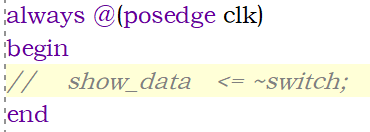 always @(posedge clk)
begin
//    show_data   <= ~switch;
end